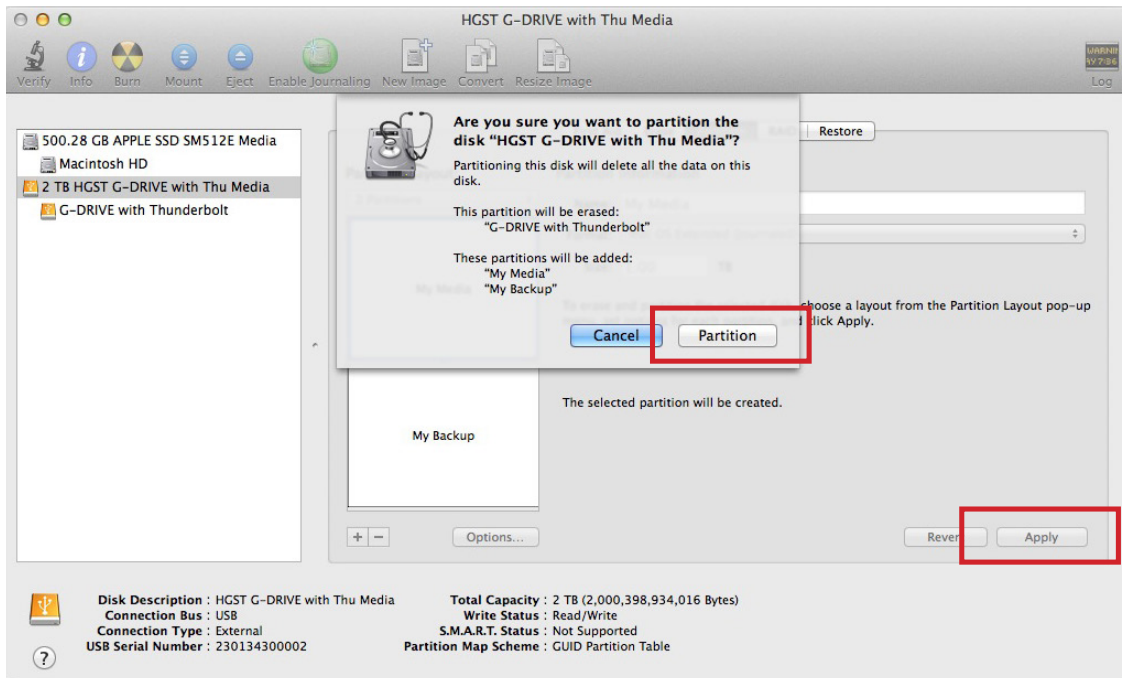 HGST G-DRIVE with Thu Media
Verify Info Burn Mount Eject Enable Journaling New Image Convert Resize Image Log
500.28 GB APPLE SSD SM512E Media
Macintosh HD
2 TB HGST G-DRIVE with Thu Media
G-DRIVE with Thunderbolt
Are you sure you want to partition the
disk “HGST G-DRIVE with Thu Media”?
Partitioning this disk will delete all the data on this
disk.
This partition will be erased:
“G-DRIVE with Thunderbolt”
These partitions will be added:
“My Media”
“My Backup”
Cancel Partition
Restore
My Media
choose a layout from the Partition Layout pop-up
click Apply.
The selected partition will be created.
My Backup
+ −
Options...
Rever
Apply
Disk Description : HGST G-DRIVE with Thu Media
Connection Bus : USB
Connection Type : External
USB Serial Number : 230134300002
Total Capacity : 2 TB (2,000,398,934,016 Bytes)
Write Status : Read/Write
S.M.A.R.T. Status : Not Supported
Partition Map Scheme : GUID Partition Table
?